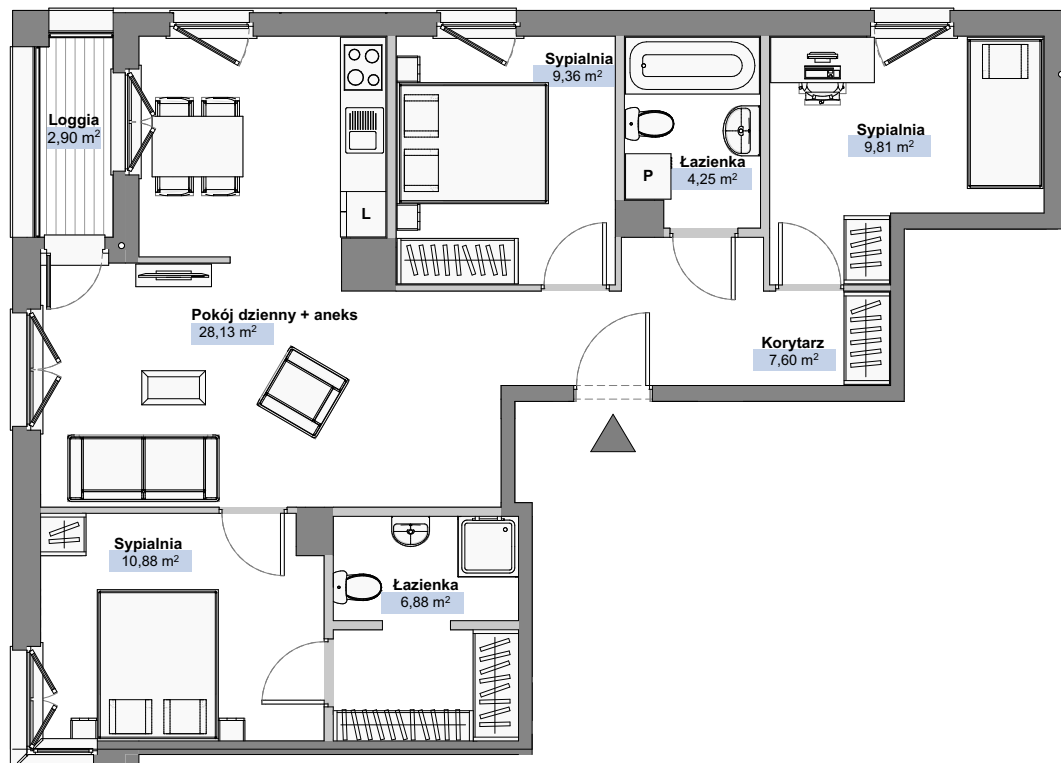 Sypialnia
9,36 m²
Loggia
2,90 m²
Sypialnia
9,81 m²
Łazienka
4,25 m²
P
L
Pokój dzienny + aneks
28,13 m²
Korytarz
7,60 m²
Sypialnia
10,88 m²
Łazienka
6,88 m²